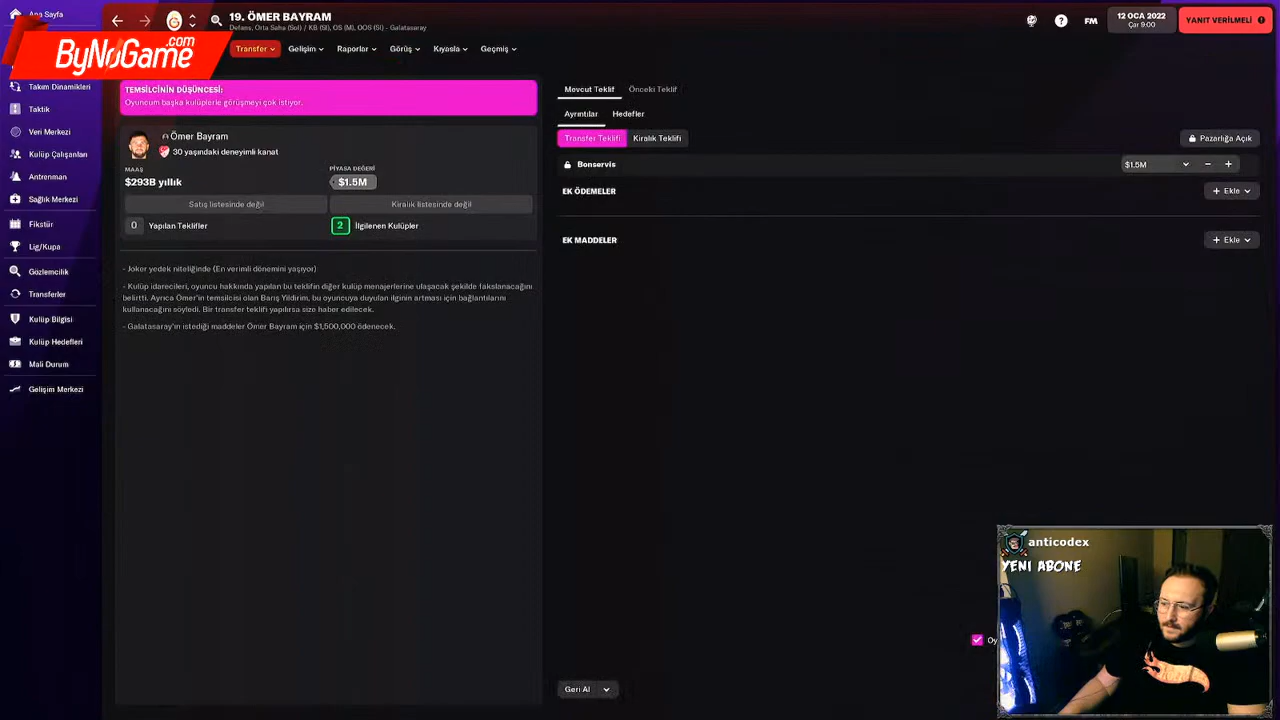 Ana Sayfa
ByNoGame
.com
Takım Dinamikleri
Taktik
Veri Merkezi
Kulüp Çalışanları
Antrenman
Sağlık Merkezi
Fikstür
Lig/Kupa
Gözlemcilik
Transferler
Kulüp Bilgisi
Kulüp Hedefleri
Mali Durum
Gelişim Merkezi
19. ÖMER BAYRAM
Defans, Orta Saha (Sol) / KB (Sl), OS (M), OOS (Sl) - Galatasaray
FM
12 OCA 2022
Çar 9:00
YANIT VERİLMELİ
Transfer
Gelişim
Raporlar
Görüş
Kıyasla
Geçmiş
TEMSİLCİNİN DÜŞÜNCESİ:
Oyuncum başka kulüplerle görüşmeyi çok istiyor.
Ömer Bayram
30 yaşındaki deneyimli kanat
MAAŞ
$293B yıllık
PİYASA DEĞERİ
$1.5M
Satış listesinde değil
Kiralık listesinde değil
0 Yapılan Teklifler
2 İlgilenen Kulüpler
- Joker yedek niteliğinde (En verimli dönemini yaşıyor)
- Kulüp idarecileri, oyuncu hakkında yapılan bu teklifin diğer kulüp menajerlerine ulaşacak şekilde fakslanacağını
belirtti. Ayrıca Ömer'in temsilcisi olan Barış Yıldırım, bu oyuncuya duyulan ilginin artması için bağlantılarını
kullanacağını söyledi. Bir transfer teklifi yapılırsa size haber edilecek.
- Galatasaray'ın istediği maddeler Ömer Bayram için $1,500,000 ödenecek.
Mevcut Teklif
Önceki Teklif
Ayrıntılar
Hedefler
Transfer Teklifi
Kiralık Teklifi
Pazarlığa Açık
Bonservis
$1.5M
EK ÖDEMELER
Ekle
EK MADDELER
Ekle
Geri Al
Oy
anticodex
YENİ ABONE